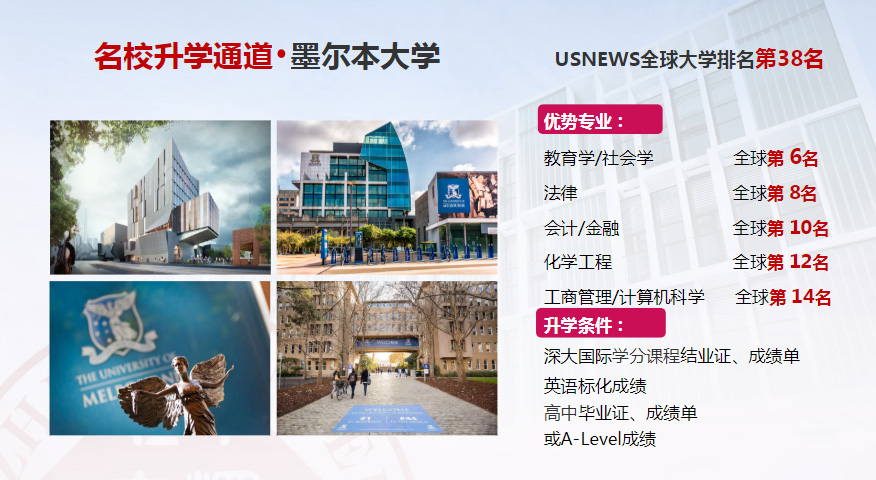 名校升学通道•墨尔本大学
USNEWS全球大学排名第38名
优势专业：
教育学/社会学 全球第 6名
法律 全球第 8名
会计/金融 全球第 10名
化学工程 全球第 12名
工商管理/计算机科学 全球第 14名
升学条件：
深大国际学分课程结业证、成绩单
英语标化成绩
高中毕业证、成绩单
或A-Level成绩
THE UNIVERSITY OF
MELBOURNE
THE UNIVERSITY OF
MELBO
WELCOME